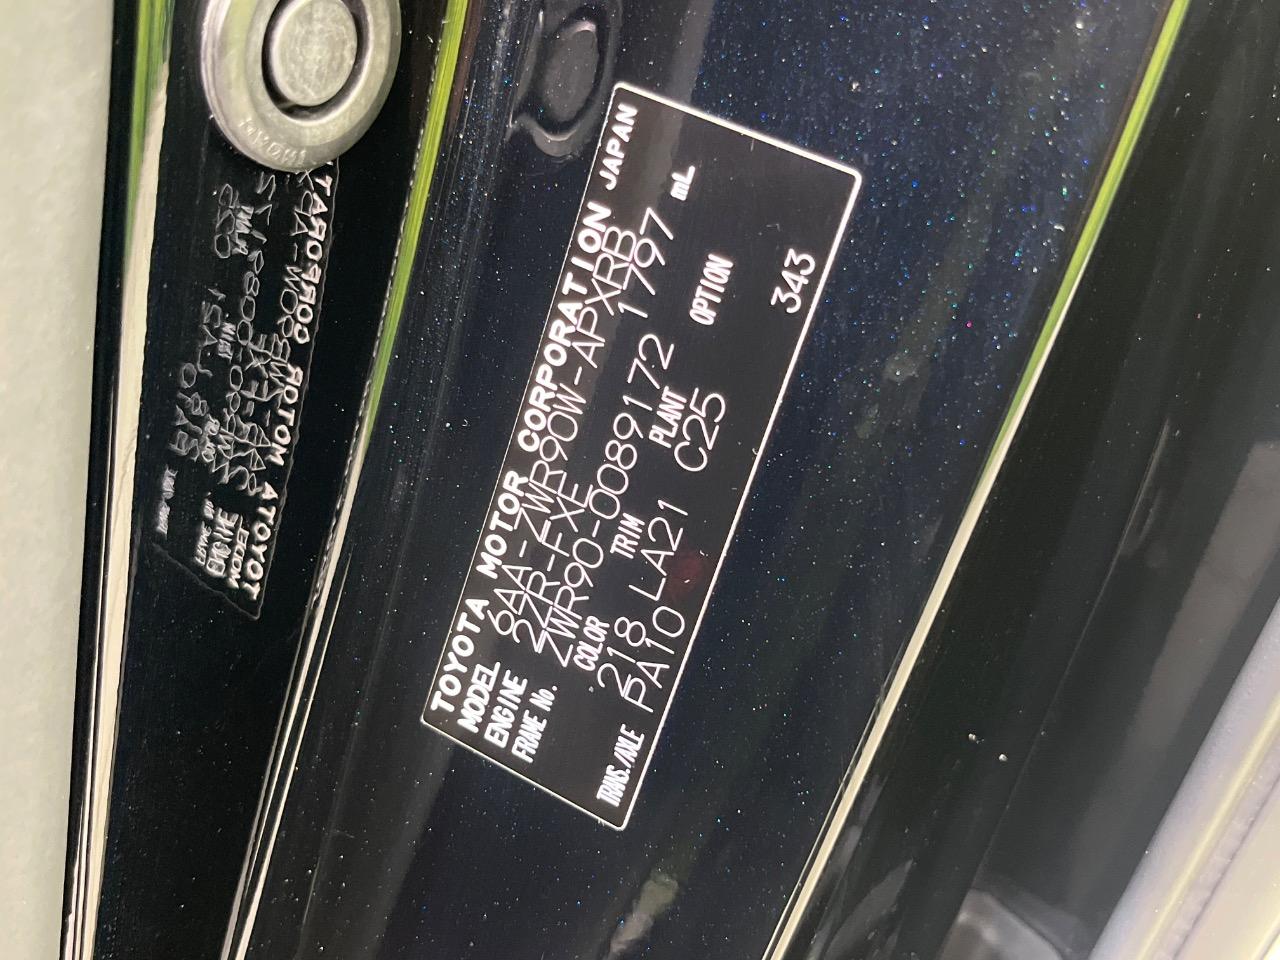 TOYOTA MOTOR CORPORATION JAPAN
MODEL 6AA-ZWR90W-APXRB
ENGINE 2ZR-FXE 1797 mL
FRAME No. ZWR90-0089172
COLOR TRIM PLANT OPTION
218 LA21 C25
TRANS./AXLE PA10 343